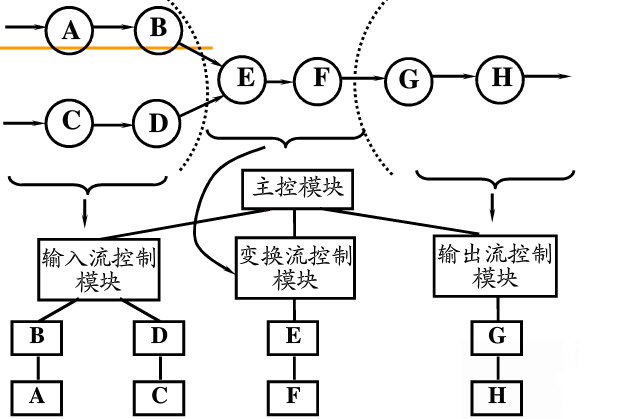 A B
E F G H
C D
主控模块
输入流控制
模块
变换流控制
模块
输出流控制
模块
B D E G
A C F H